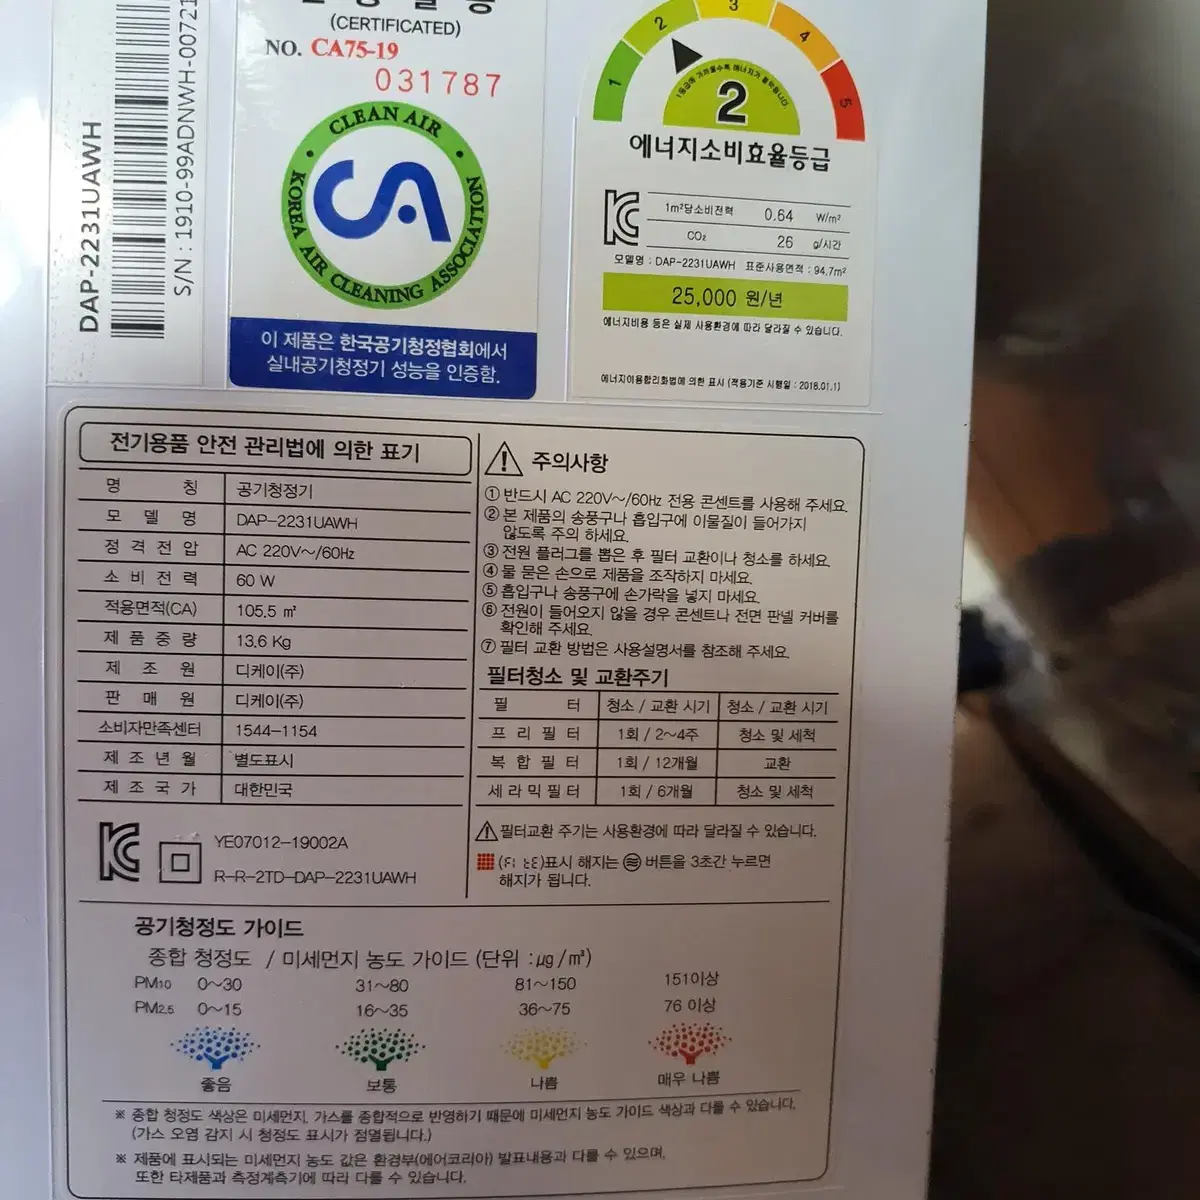 DAP-2231UAWH
S/N : 1910-99ADNWH-00721
(CERTIFICATED)
NO. CA75-19
031787
CLEAN AIR
CA
KOREA AIR CLEANING ASSOCIATION
이 제품은 한국공기청정협회에서
실내공기청정기 성능을 인증함.
1 2 3 4 5
1등급에 가까울수록 에너지가 절약됩니다.
2
에너지소비효율등급
1m²당소비전력 0.64 W/m²
CO₂ 26 g/시간
모델명 : DAP-2231UAWH 표준사용면적 : 94.7m²
25,000 원/년
에너지비용 등은 실제 사용환경에 따라 달라질 수 있습니다.
에너지이용합리화법에 의한 표시 (적용기준 시행일 : 2018.01.1)
전기용품 안전 관리법에 의한 표기
명 칭 공기청정기
모 델 명 DAP-2231UAWH
정 격 전 압 AC 220V~/60Hz
소 비 전 력 60 W
적용면적(CA) 105.5 ㎡
제 품 중 량 13.6 Kg
제 조 원 디케이(주)
판 매 원 디케이(주)
소비자만족센터 1544-1154
제 조 년 월 별도표시
제 조 국 가 대한민국
YE07012-19002A
R-R-2TD-DAP-2231UAWH
주의사항
① 반드시 AC 220V~/60Hz 전용 콘센트를 사용해 주세요.
② 본 제품의 송풍구나 흡입구에 이물질이 들어가지
않도록 주의 하세요.
③ 전원 플러그를 뽑은 후 필터 교환이나 청소를 하세요.
④ 물 묻은 손으로 제품을 조작하지 마세요.
⑤ 흡입구나 송풍구에 손가락을 넣지 마세요.
⑥ 전원이 들어오지 않을 경우 콘센트나 전면 판넬 커버를
확인해 주세요.
⑦ 필터 교환 방법은 사용설명서를 참조해 주세요.
필터청소 및 교환주기
필 터 청소 / 교환 시기 청소 / 교환 시기
프 리 필 터 1회 / 2~4주 청소 및 세척
복 합 필 터 1회 / 12개월 교환
세 라 믹 필 터 1회 / 6개월 청소 및 세척
필터교환 주기는 사용환경에 따라 달라질 수 있습니다.
표시 해지는 버튼을 3초간 누르면
해지가 됩니다.
공기청정도 가이드
종합 청정도 / 미세먼지 농도 가이드 (단위 : μg/㎥)
PM10 0~30 31~80 81~150 151이상
PM2.5 0~15 16~35 36~75 76 이상
좋음 보통 나쁨 매우 나쁨
※ 종합 청정도 색상은 미세먼지, 가스를 종합적으로 반영하기 때문에 미세먼지 농도 가이드 색상과 다를 수 있습니다.
(가스 오염 감지 시 청정도 표시가 점멸됩니다.)
※ 제품에 표시되는 미세먼지 농도 값은 환경부(에어코리아) 발표내용과 다를 수 있으며,
또한 타제품과 측정계측기에 따라 다를 수 있습니다.